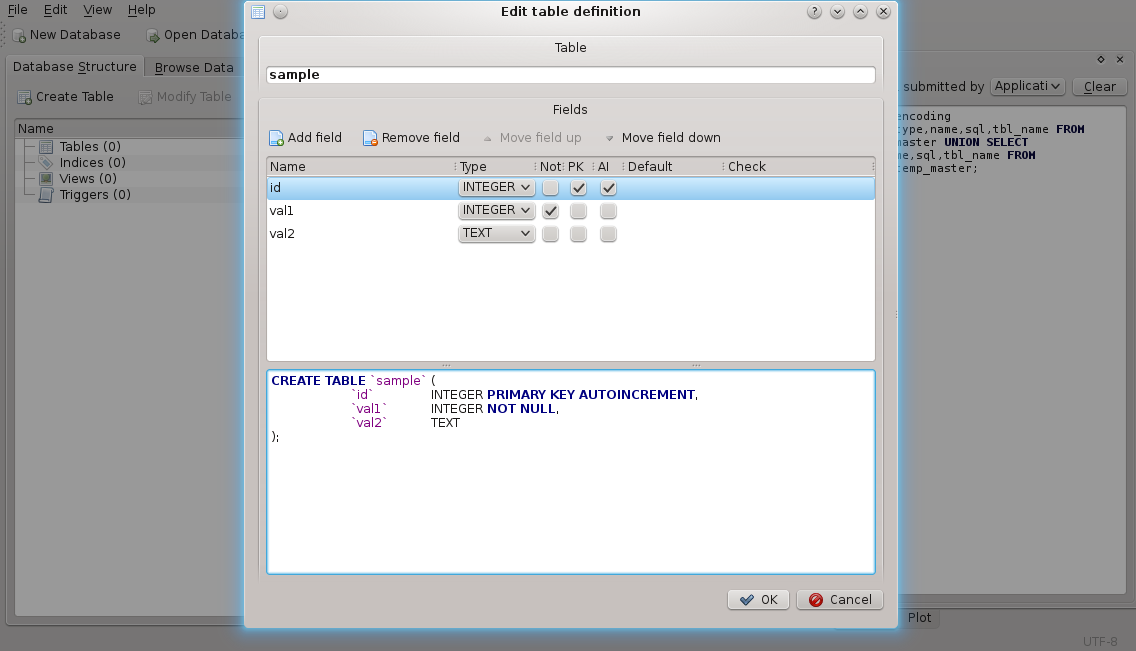 File Edit View Help
New Database Open Databa
Database Structure Browse Data
Create Table Modify Table
Name
Tables (0)
Indices (0)
Views (0)
Triggers (0)
Edit table definition
Table
sample
Fields
Add field Remove field Move field up Move field down
Name Type Not PK AI Default Check
id INTEGER
val1 INTEGER
val2 TEXT
CREATE TABLE `sample` (
`id` INTEGER PRIMARY KEY AUTOINCREMENT,
`val1` INTEGER NOT NULL,
`val2` TEXT
);
OK Cancel
submitted by Applicati Clear
encoding
type,name,sql,tbl_name FROM
master UNION SELECT
e,sql,tbl_name FROM
temp_master;
Plot
UTF-8